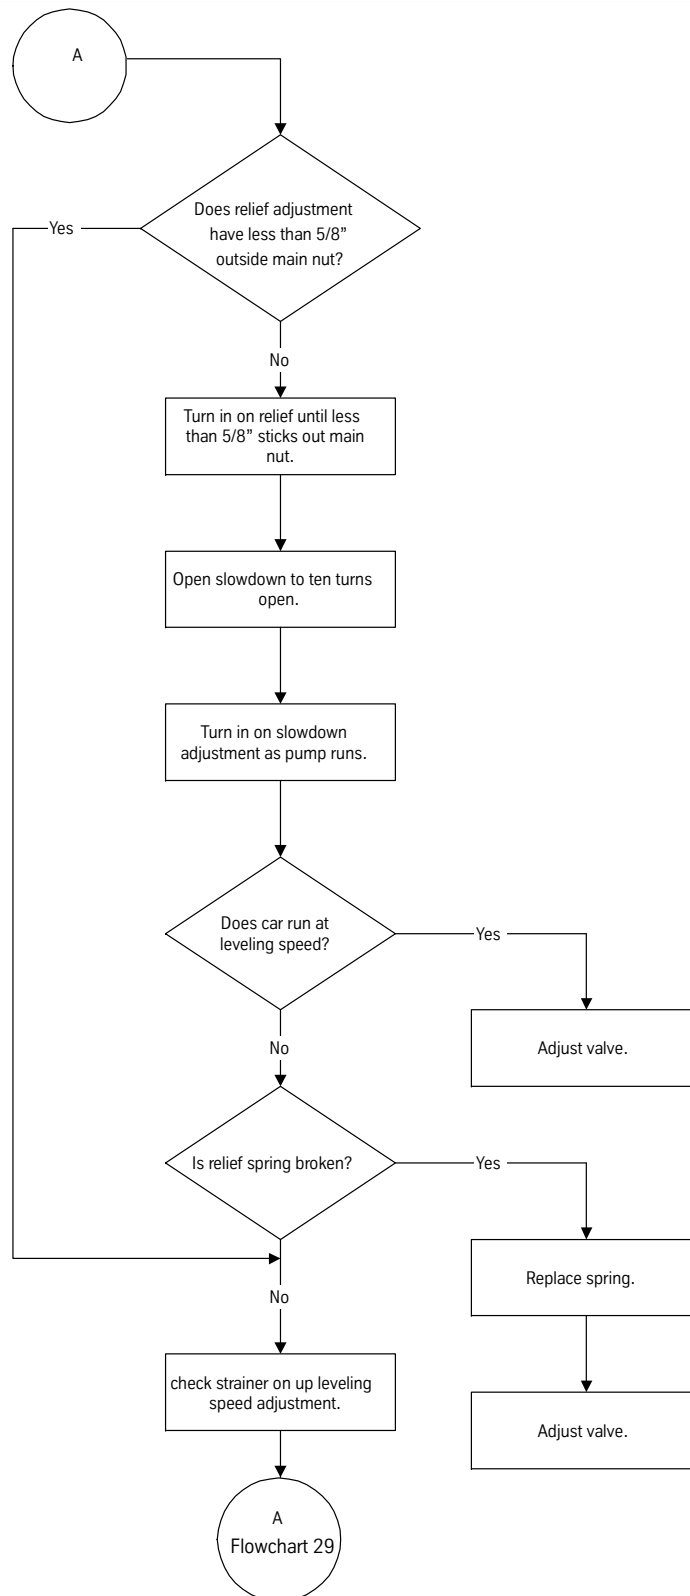 A
Does relief adjustment
have less than 5/8”
outside main nut?
Yes
No
Turn in on relief until less
than 5/8” sticks out main
nut.
Open slowdown to ten turns
open.
Turn in on slowdown
adjustment as pump runs.
Does car run at
leveling speed?
Yes
No
Adjust valve.
Is relief spring broken?
Yes
Replace spring.
No
check strainer on up leveling
speed adjustment.
Adjust valve.
A
Flowchart 29